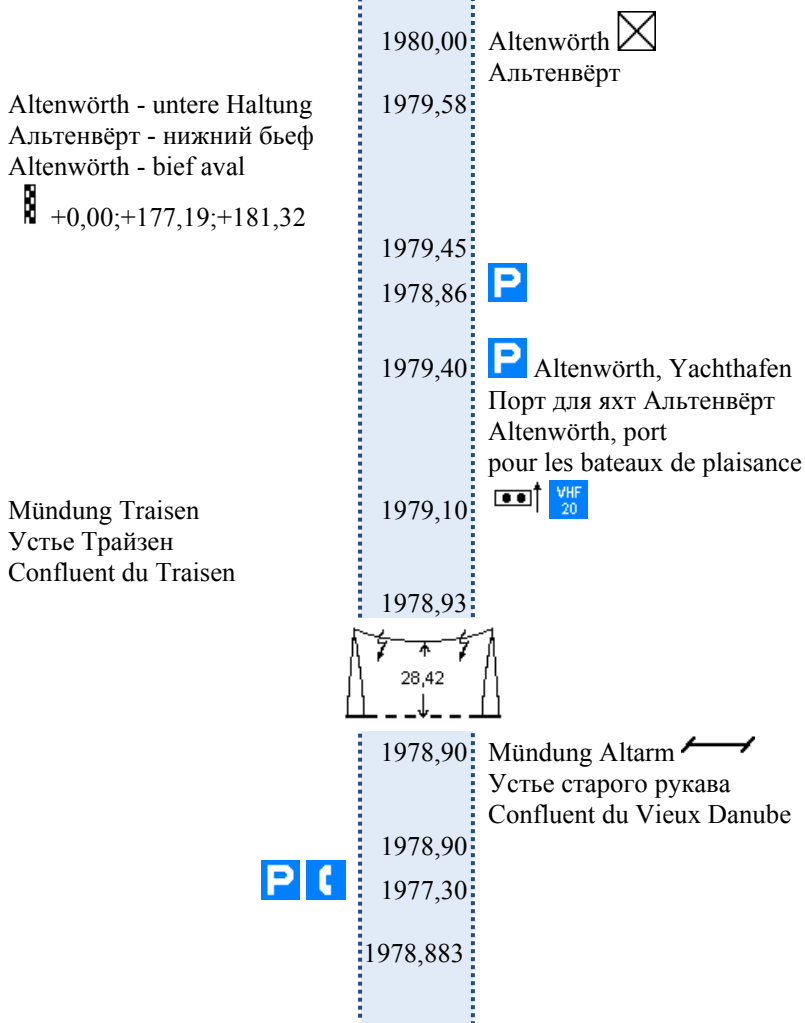 1980,00 Altenwörth
Альтенвёрт
Altenwörth - untere Haltung 1979,58
Альтенвёрт - нижний бьеф
Altenwörth - bief aval
+0,00;+177,19;+181,32
1979,45
1978,86 P
1979,40 P Altenwörth, Yachthafen
Порт для яхт Альтенвёрт
Altenwörth, port
pour les bateaux de plaisance
VHF
20
Mündung Traisen 1979,10
Устье Трайзен
Confluent du Traisen
1978,93
28,42
1978,90 Mündung Altarm
Устье старого рукава
Confluent du Vieux Danube
1978,90
P 1977,30
1978,883